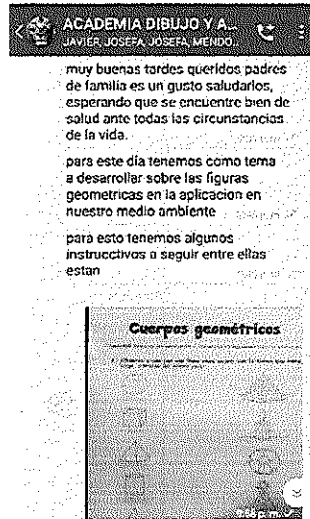 ACADEMIA DIBUJO Y A...
JAVIER, JOSEFA, JOSEFA, MENDO...
muy buenas tardes queridos padres
de familia es un gusto saludarlos,
esperando que se encuentre bien de
salud ante todas las circunstancias
de la vida.
para este día tenemos como tema
a desarrollar sobre las figuras
geometricas en la aplicacion en
nuestro medio ambiente
para esto tenemos algunos
instrucctivos a seguir entre ellas
estan
Cuerpos geométricos
p. m.